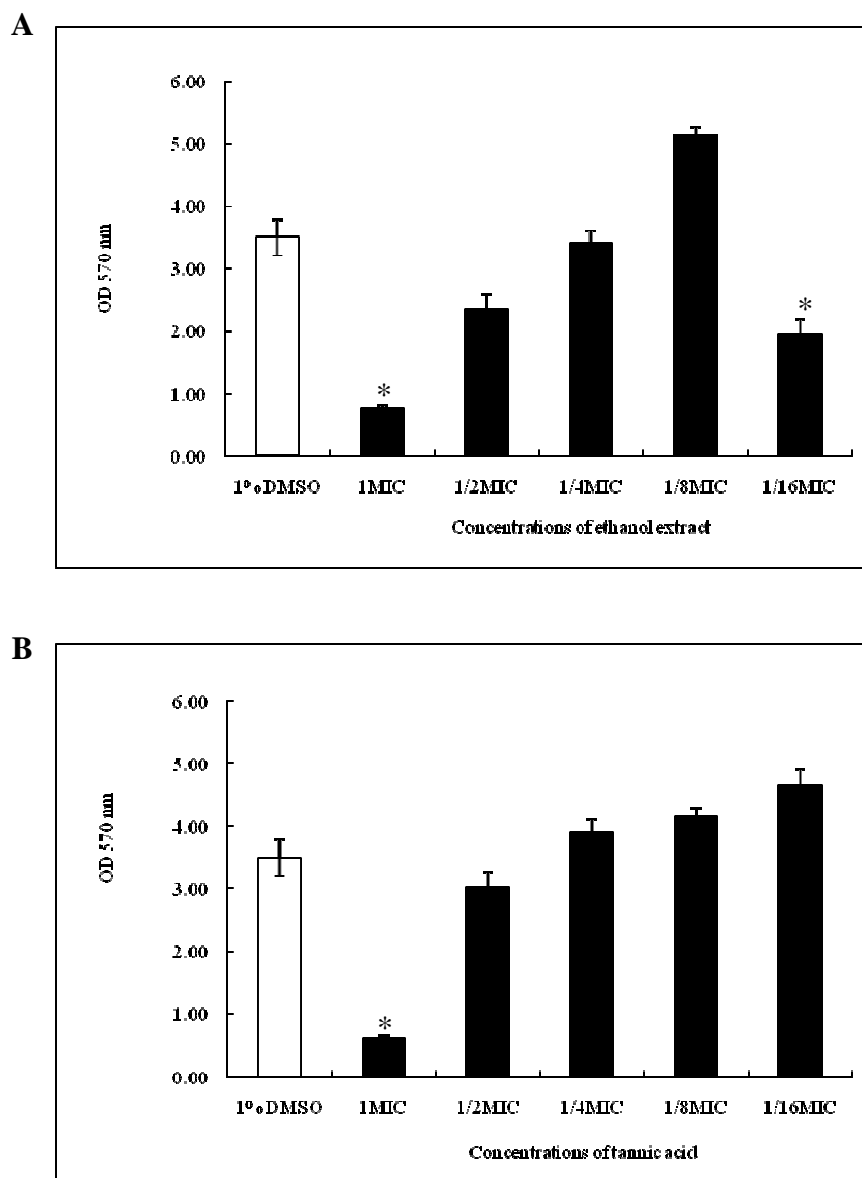 A
6.00
5.00
4.00
3.00
2.00
1.00
0.00
OD 570 nm
*
*
1% DMSO 1MIC 1/2MIC 1/4MIC 1/8MIC 1/16MIC
Concentrations of ethanol extract
B
6.00
5.00
4.00
3.00
2.00
1.00
0.00
OD 570 nm
*
1% DMSO 1MIC 1/2MIC 1/4MIC 1/8MIC 1/16MIC
Concentrations of tannic acid